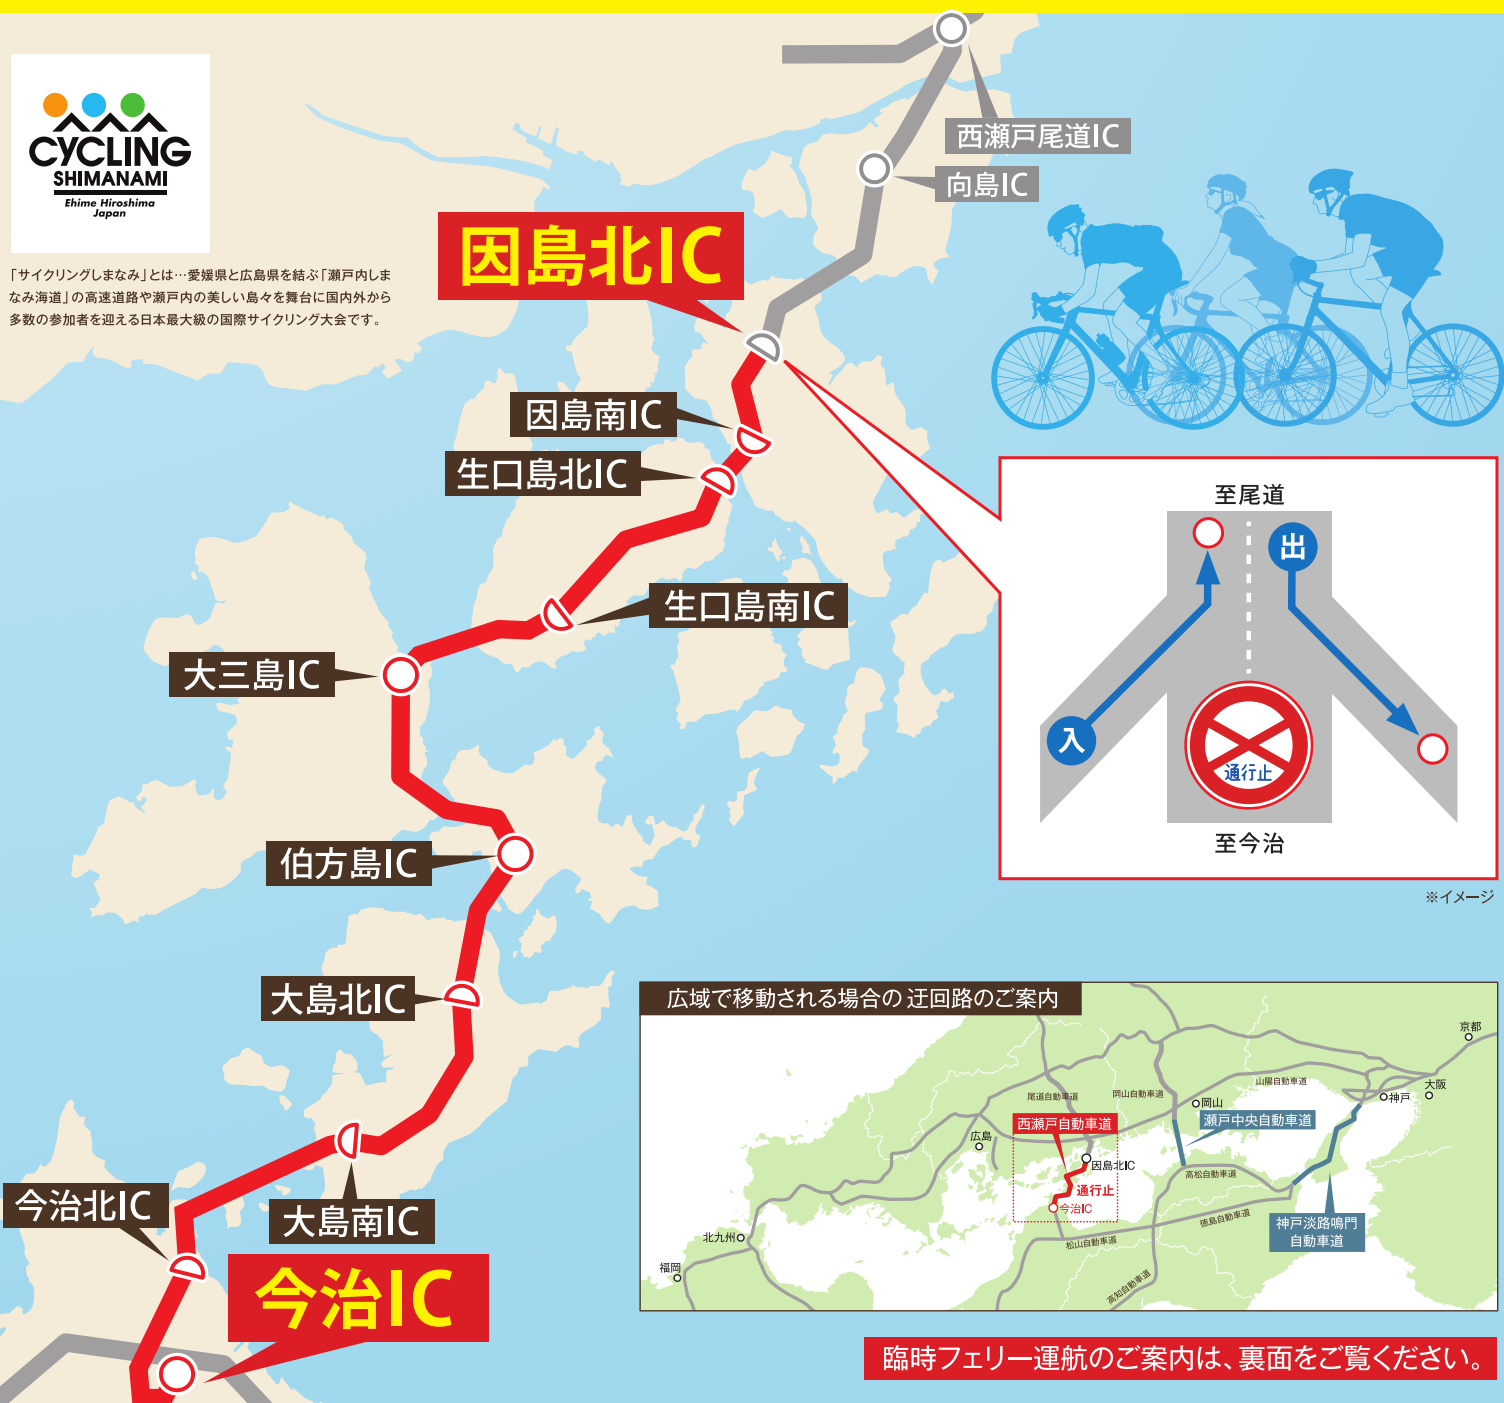 CYCLING
SHIMANAMI
Ehime Hiroshima
Japan
「サイクリングしまなみ」とは…愛媛県と広島県を結ぶ「瀬戸内しま
なみ海道」の高速道路や瀬戸内の美しい島々を舞台に国内外から
多数の参加者を迎える日本最大級の国際サイクリング大会です。
西瀬戸尾道IC
向島IC
因島北IC
因島南IC
生口島北IC
生口島南IC
大三島IC
伯方島IC
大島北IC
大島南IC
今治北IC
今治IC
至尾道
出
入
通行止
至今治
※イメージ
広域で移動される場合の迂回路のご案内
京都
大阪
神戸
山陽自動車道
岡山
岡山自動車道
尾道自動車道
瀬戸中央自動車道
西瀬戸自動車道
広島
因島北IC
通行止
今治IC
高松自動車道
徳島自動車道
神戸淡路鳴門
自動車道
松山自動車道
高知自動車道
北九州
福岡
臨時フェリー運航のご案内は、裏面をご覧ください。